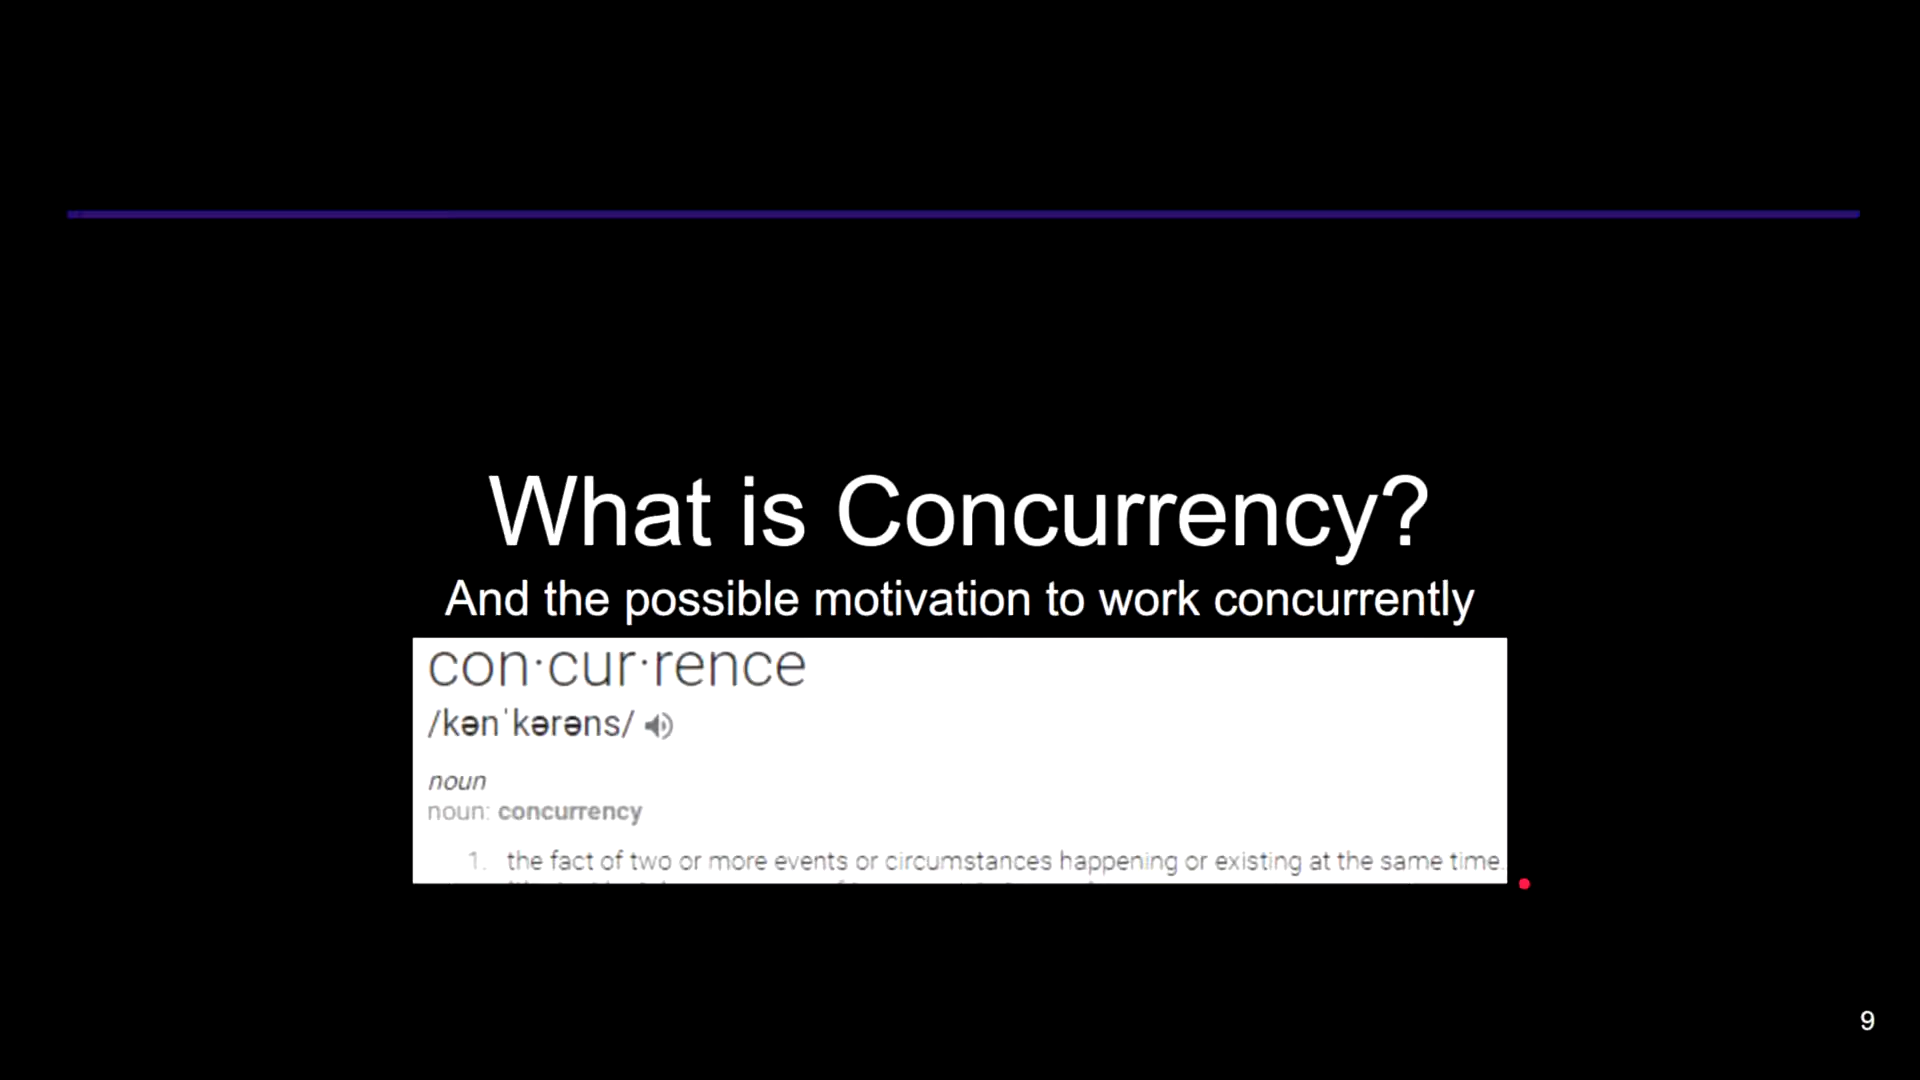 What is Concurrency?
And the possible motivation to work concurrently
con·cur·rence
/kənˈkərəns/
noun
noun: concurrency
1. the fact of two or more events or circumstances happening or existing at the same time.
9